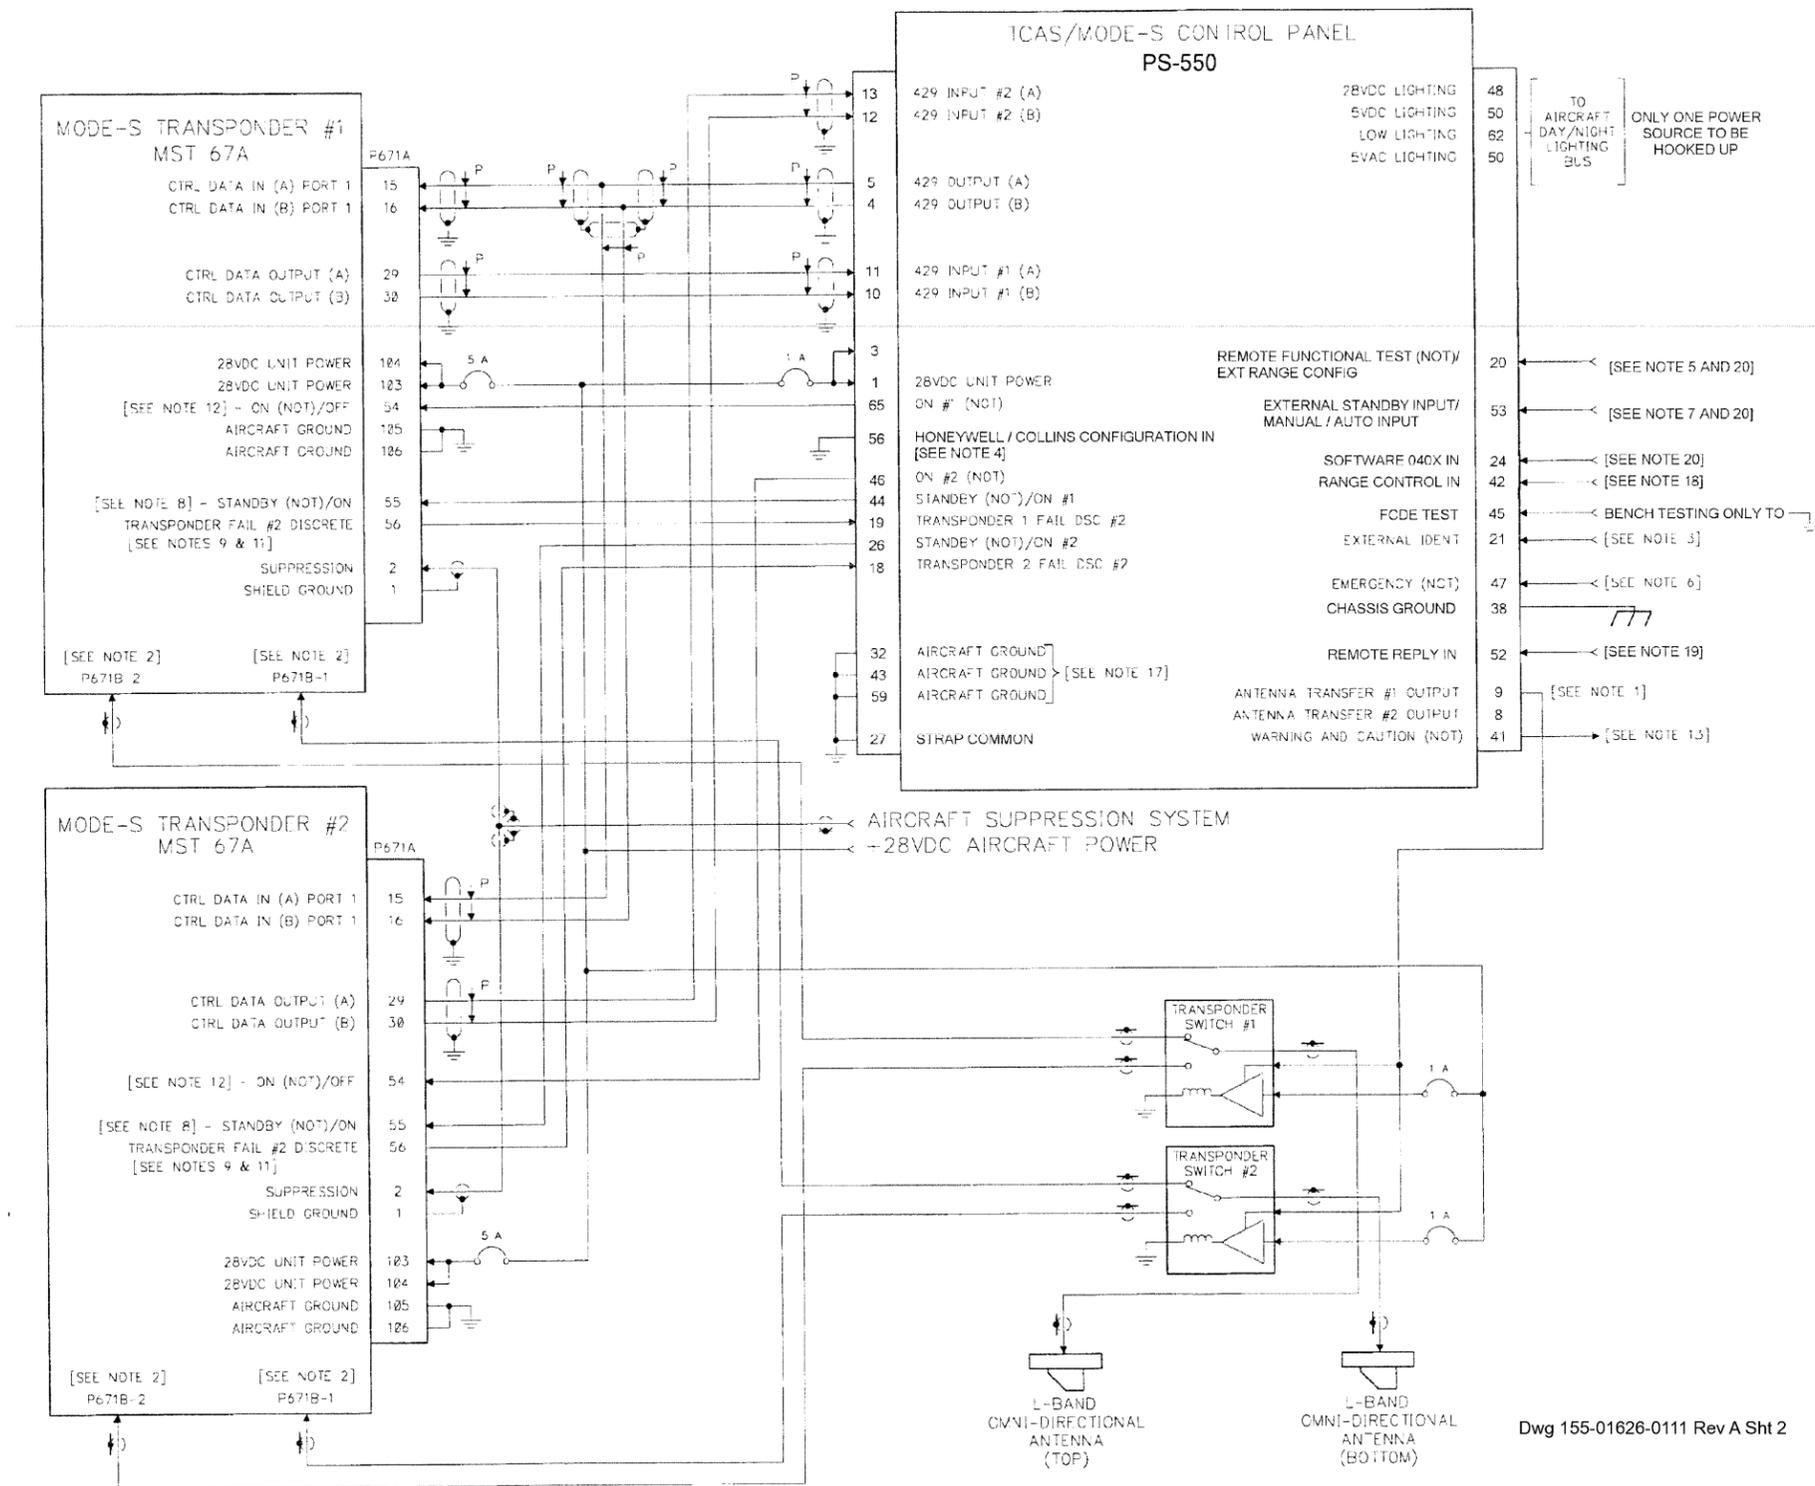 TCAS/MODE-S CONTROL PANEL
PS-550
13 429 INPUT #2 (A)
12 429 INPUT #2 (B)
5 429 OUTPUT (A)
4 429 OUTPUT (B)
11 429 INPUT #1 (A)
10 429 INPUT #1 (B)
3
1 28VDC UNIT POWER
65 ON #1 (NOT)
56 HONEYWELL / COLLINS CONFIGURATION IN
[SEE NOTE 4]
46 ON #2 (NOT)
44 STANDBY (NOT)/ON #1
19 TRANSPONDER 1 FAIL DSC #2
26 STANDBY (NOT)/ON #2
18 TRANSPONDER 2 FAIL DSC #2
32 AIRCRAFT GROUND
43 AIRCRAFT GROUND [SEE NOTE 17]
59 AIRCRAFT GROUND
27 STRAP COMMON
28VDC LIGHTING 48
5VDC LIGHTING 50
LOW LIGHTING 62
5VAC LIGHTING 50
TO
AIRCRAFT
DAY/NIGHT
LIGHTING
BUS
ONLY ONE POWER
SOURCE TO BE
HOOKED UP
REMOTE FUNCTIONAL TEST (NOT)/
EXT RANGE CONFIG
20 [SEE NOTE 5 AND 20]
EXTERNAL STANDBY INPUT/
MANUAL / AUTO INPUT
53 [SEE NOTE 7 AND 20]
SOFTWARE 040X IN 24 [SEE NOTE 20]
RANGE CONTROL IN 42 [SEE NOTE 18]
FCDE TEST 45 BENCH TESTING ONLY TO
EXTERNAL IDENT 21 [SEE NOTE 3]
EMERGENCY (NOT) 47 [SEE NOTE 6]
CHASSIS GROUND 38
REMOTE REPLY IN 52 [SEE NOTE 19]
ANTENNA TRANSFER #1 OUTPUT 9 [SEE NOTE 1]
ANTENNA TRANSFER #2 OUTPUT 8
WARNING AND CAUTION (NOT) 41 [SEE NOTE 13]
MODE-S TRANSPONDER #1
MST 67A
P671A
CTRL DATA IN (A) PORT 1 15
CTRL DATA IN (B) PORT 1 16
CTRL DATA OUTPUT (A) 29
CTRL DATA OUTPUT (B) 30
28VDC UNIT POWER 104
28VDC UNIT POWER 103
[SEE NOTE 12] - ON (NOT)/OFF 54
AIRCRAFT GROUND 105
AIRCRAFT GROUND 106
[SEE NOTE 8] - STANDBY (NOT)/ON 55
TRANSPONDER FAIL #2 DISCRETE 56
[SEE NOTES 9 & 11]
SUPPRESSION 2
SHIELD GROUND 1
[SEE NOTE 2] [SEE NOTE 2]
P671B 2 P671B-1
P
P
P
P
P
P
P
P
P
5 A
1 A
AIRCRAFT SUPPRESSION SYSTEM
+28VDC AIRCRAFT POWER
MODE-S TRANSPONDER #2
MST 67A
P671A
CTRL DATA IN (A) PORT 1 15
CTRL DATA IN (B) PORT 1 16
CTRL DATA OUTPUT (A) 29
CTRL DATA OUTPUT (B) 30
[SEE NOTE 12] - ON (NOT)/OFF 54
[SEE NOTE 8] - STANDBY (NOT)/ON 55
TRANSPONDER FAIL #2 DISCRETE 56
[SEE NOTES 9 & 11]
SUPPRESSION 2
SHIELD GROUND 1
28VDC UNIT POWER 103
28VDC UNIT POWER 104
AIRCRAFT GROUND 105
AIRCRAFT GROUND 106
[SEE NOTE 2] [SEE NOTE 2]
P671B-2 P671B-1
P
P
5 A
TRANSPONDER
SWITCH #1
1 A
TRANSPONDER
SWITCH #2
1 A
L-BAND
OMNI-DIRECTIONAL
ANTENNA
(TOP)
L-BAND
OMNI-DIRECTIONAL
ANTENNA
(BOTTOM)
Dwg 155-01626-0111 Rev A Sht 2